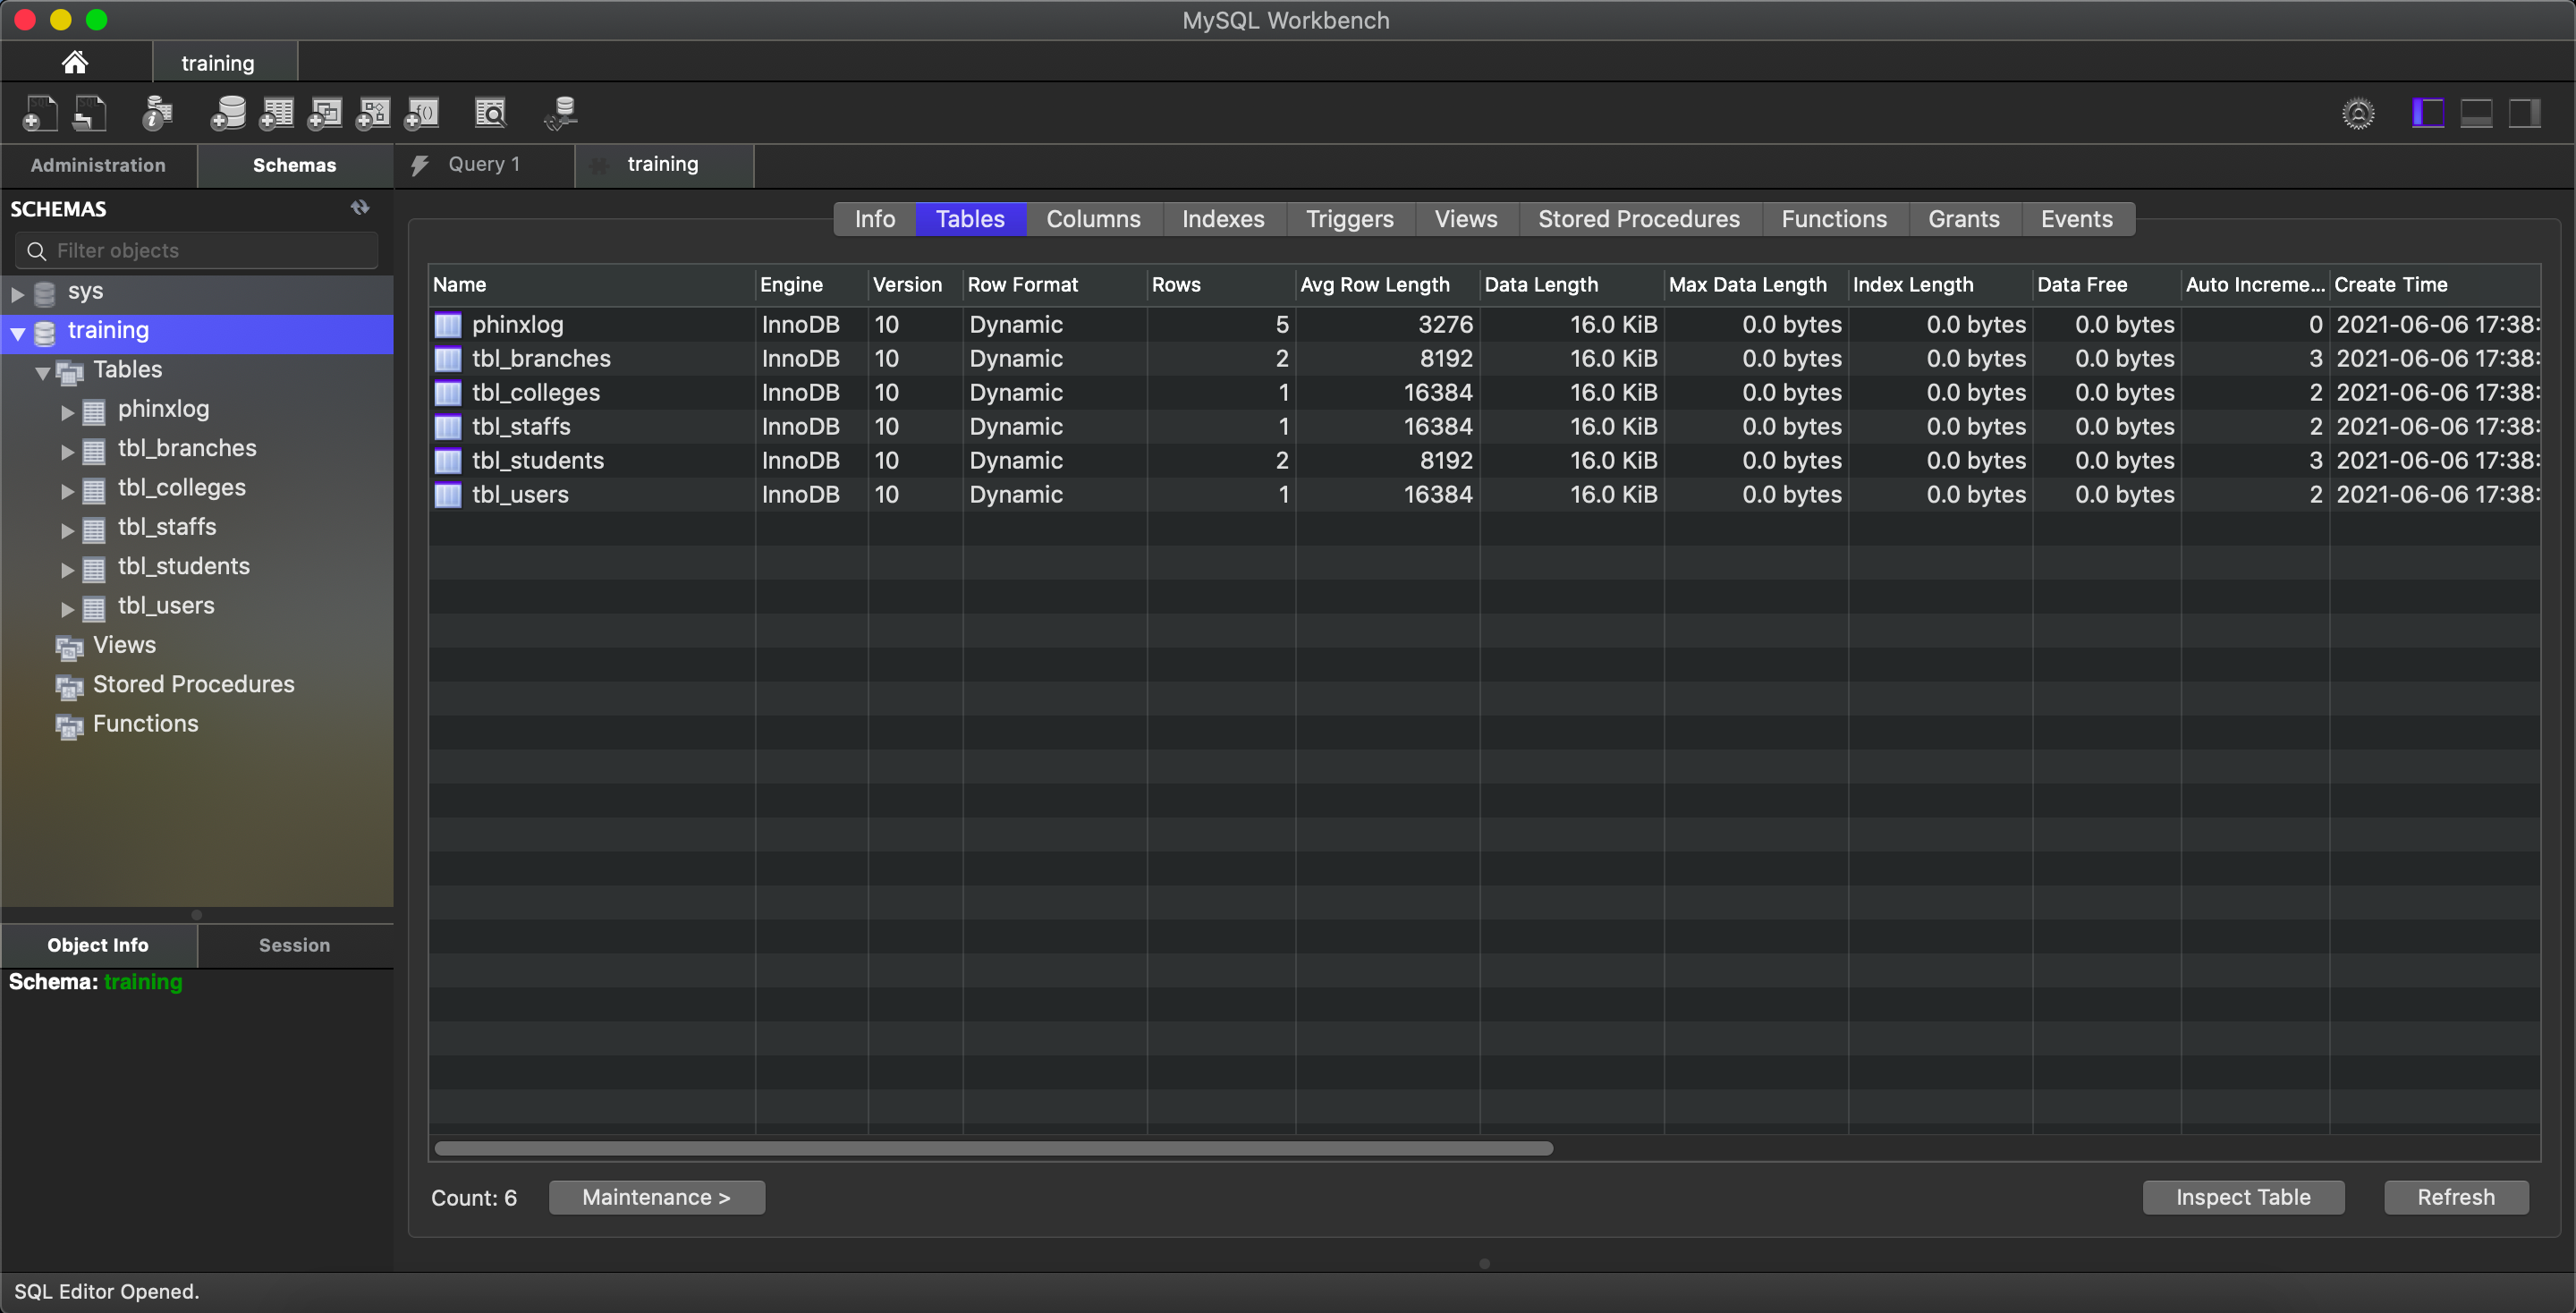 MySQL Workbench
training
Administration
Schemas
Query 1
training
SCHEMAS
Filter objects
sys
training
Tables
phinxlog
tbl_branches
tbl_colleges
tbl_staffs
tbl_students
tbl_users
Views
Stored Procedures
Functions
Object Info
Session
Schema: training
Info Tables Columns Indexes Triggers Views Stored Procedures Functions Grants Events
Name Engine Version Row Format Rows Avg Row Length Data Length Max Data Length Index Length Data Free Auto Increme... Create Time
phinxlog InnoDB 10 Dynamic 5 3276 16.0 KiB 0.0 bytes 0.0 bytes 0.0 bytes 0 2021-06-06 17:38:
tbl_branches InnoDB 10 Dynamic 2 8192 16.0 KiB 0.0 bytes 0.0 bytes 0.0 bytes 3 2021-06-06 17:38:
tbl_colleges InnoDB 10 Dynamic 1 16384 16.0 KiB 0.0 bytes 0.0 bytes 0.0 bytes 2 2021-06-06 17:38:
tbl_staffs InnoDB 10 Dynamic 1 16384 16.0 KiB 0.0 bytes 0.0 bytes 0.0 bytes 2 2021-06-06 17:38:
tbl_students InnoDB 10 Dynamic 2 8192 16.0 KiB 0.0 bytes 0.0 bytes 0.0 bytes 3 2021-06-06 17:38:
tbl_users InnoDB 10 Dynamic 1 16384 16.0 KiB 0.0 bytes 0.0 bytes 0.0 bytes 2 2021-06-06 17:38:
Count: 6
Maintenance >
Inspect Table
Refresh
SQL Editor Opened.